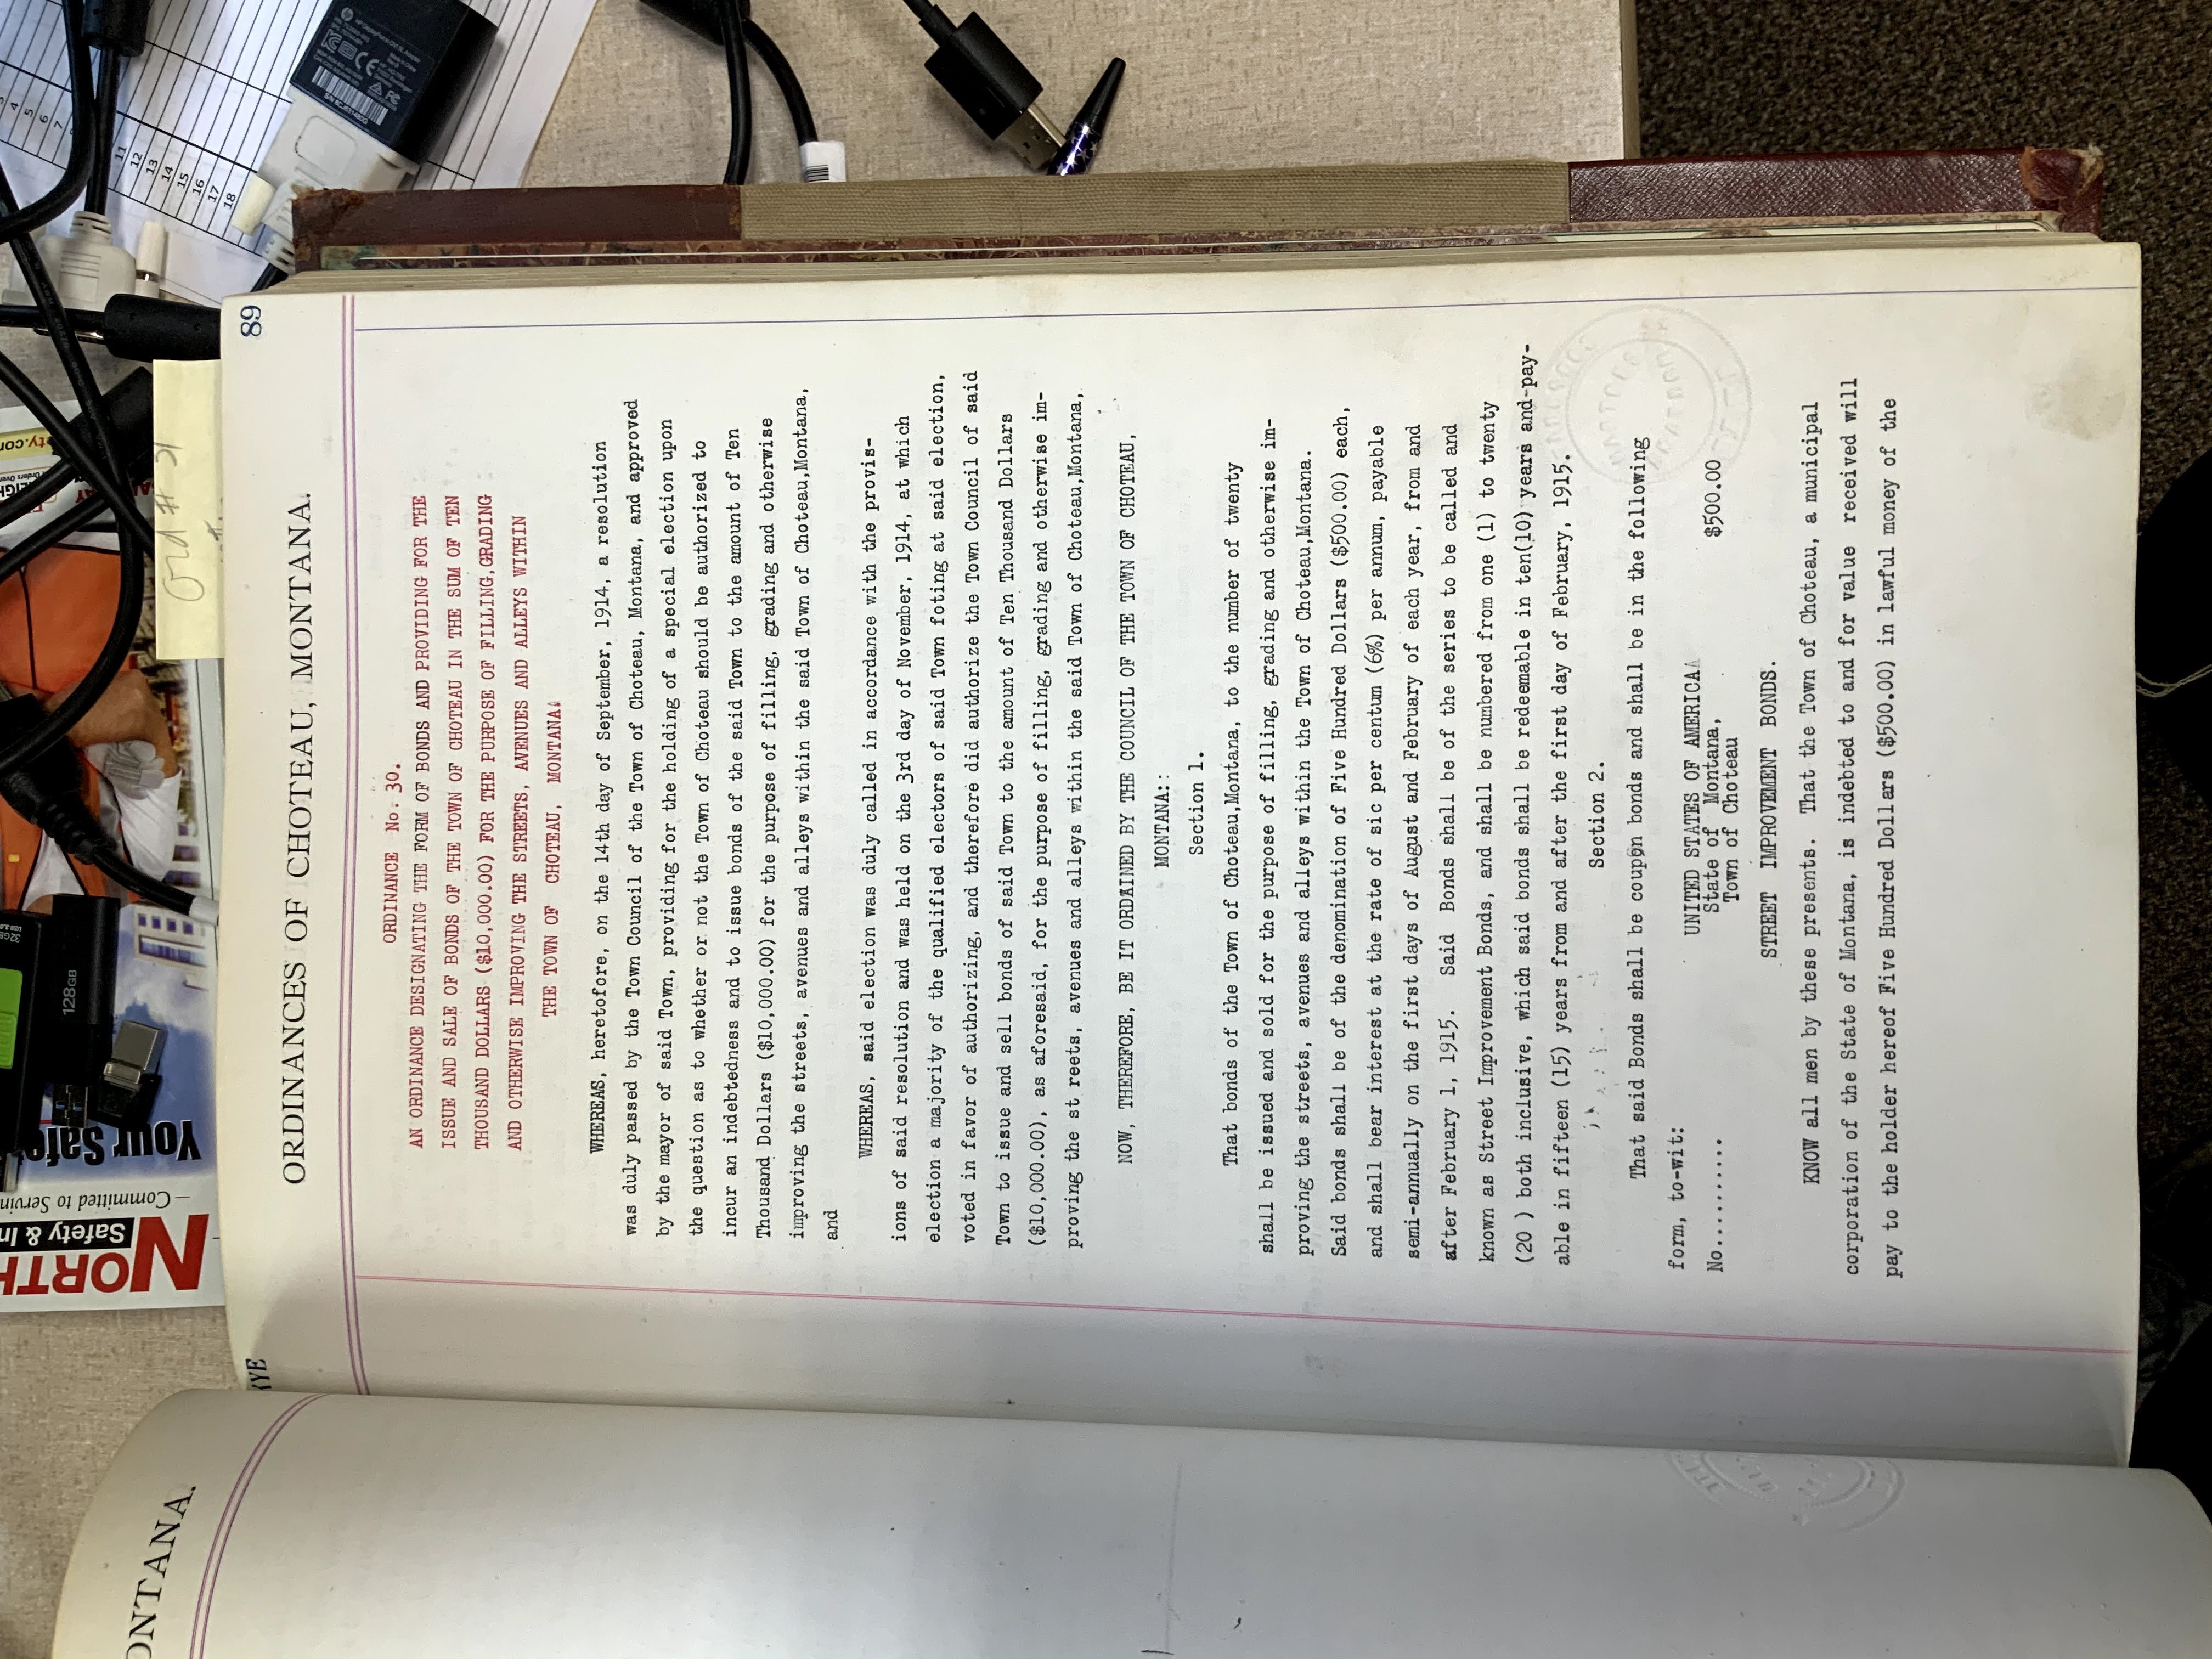 ORDINANCES OF CHOTEAU, MONTANA.
89
ORDINANCE No. 30.
AN ORDINANCE DESIGNATING THE FORM OF BONDS AND PROVIDING FOR THE
ISSUE AND SALE OF BONDS OF THE TOWN OF CHOTEAU IN THE SUM OF TEN
THOUSAND DOLLARS ($10,000.00) FOR THE PURPOSE OF FILLING,GRADING
AND OTHERWISE IMPROVING THE STREETS, AVENUES AND ALLEYS WITHIN
THE TOWN OF CHOTEAU, MONTANA.
WHEREAS, heretofore, on the 14th day of September, 1914, a resolution
was duly passed by the Town Council of the Town of Choteau, Montana, and approved
by the mayor of said Town, providing for the holding of a special election upon
the question as to whether or not the Town of Choteau should be authorized to
incur an indebtedness and to issue bonds of the said Town to the amount of Ten
Thousand Dollars ($10,000.00) for the purpose of filling, grading and otherwise
improving the streets, avenues and alleys within the said Town of Choteau,Montana,
and
WHEREAS, said election was duly called in accordance with the provis-
ions of said resolution and was held on the 3rd day of November, 1914, at which
election a majority of the qualified electors of said Town foting at said election,
voted in favor of authorizing, and therefore did authorize the Town Council of said
Town to issue and sell bonds of said Town to the amount of Ten Thousand Dollars
($10,000.00), as aforesaid, for the purpose of filling, grading and otherwise im-
proving the st reets, avenues and alleys within the said Town of Choteau,Montana,
NOW, THEREFORE, BE IT ORDAINED BY THE COUNCIL OF THE TOWN OF CHOTEAU,
MONTANA::
Section 1.
That bonds of the Town of Choteau,Montana, to the number of twenty
shall be issued and sold for the purpose of filling, grading and otherwise im-
proving the streets, avenues and alleys within the Town of Choteau,Montana.
Said bonds shall be of the denomination of Five Hundred Dollars ($500.00) each,
and shall bear interest at the rate of sic per centum (6%) per annum, payable
semi-annually on the first days of August and February of each year, from and
after February 1, 1915. Said Bonds shall be of the series to be called and
known as Street Improvement Bonds, and shall be numbered from one (1) to twenty
(20 ) both inclusive, which said bonds shall be redeemable in ten(10) years and-pay-
able in fifteen (15) years from and after the first day of February, 1915.
Section 2.
That said Bonds shall be coupon bonds and shall be in the following
form, to-wit:
UNITED STATES OF AMERICA
No........... State of Montana, $500.00
Town of Choteau
STREET IMPROVEMENT BONDS.
KNOW all men by these presents. That the Town of Choteau, a municipal
corporation of the State of Montana, is indebted to and for value received will
pay to the holder hereof Five Hundred Dollars ($500.00) in lawful money of the
ONTANA.
YE
Ord # 31
NORTH
Safety & In
Committed to Servin
Your Safe
128GB
32GB
ty.com